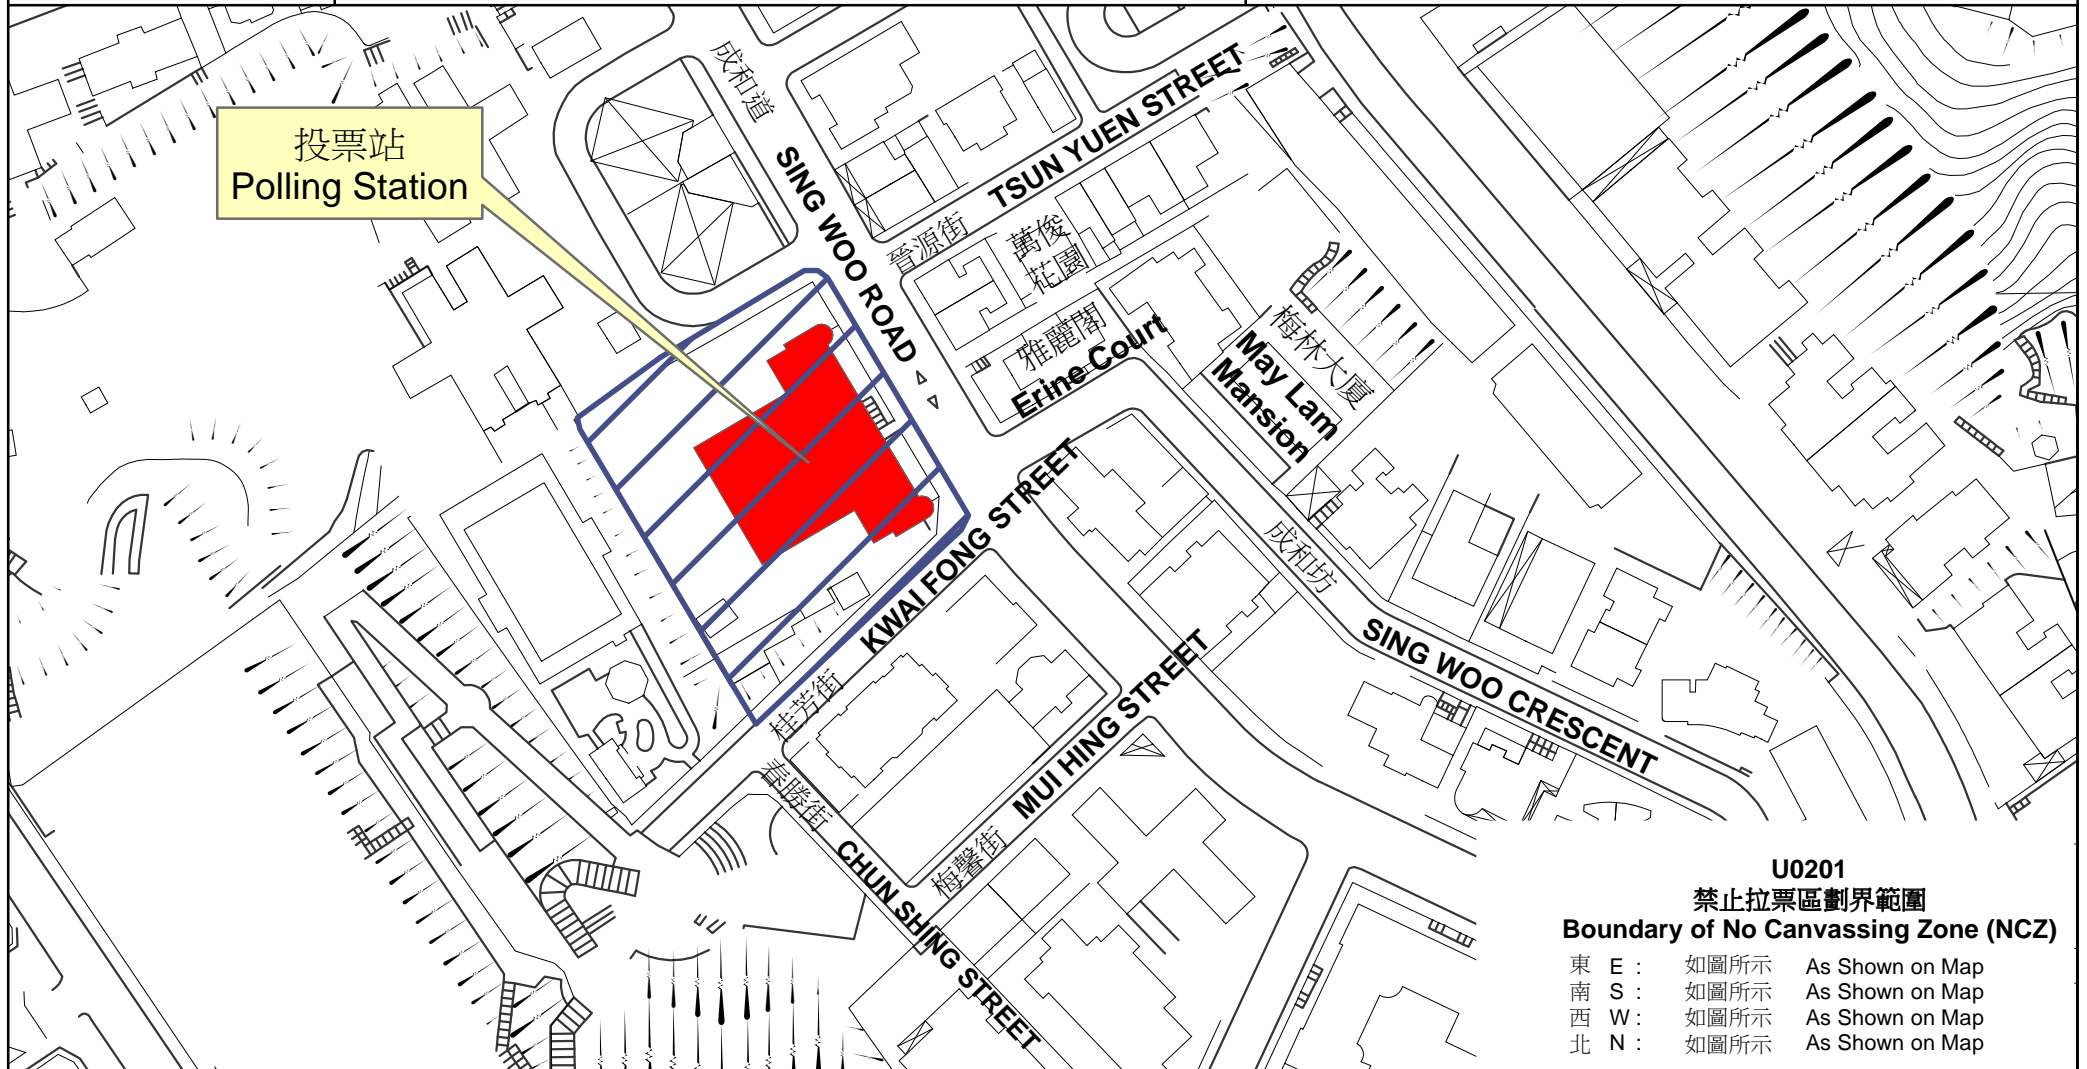 成和道
投票站
Polling Station
SING WOO ROAD
TSUN YUEN STREET
晉源街
萬俊
花園
雅麗閣
Erine Court
梅林大廈
May Lam
Mansion
KWAI FONG STREET
桂芳街
成和坊
SING WOO CRESCENT
MUI HING STREET
梅馨街
春勝街
CHUN SHING STREET
U0201
禁止拉票區劃界範圍
Boundary of No Canvassing Zone (NCZ)
東 E : 如圖所示 As Shown on Map
南 S : 如圖所示 As Shown on Map
西 W : 如圖所示 As Shown on Map
北 N : 如圖所示 As Shown on Map